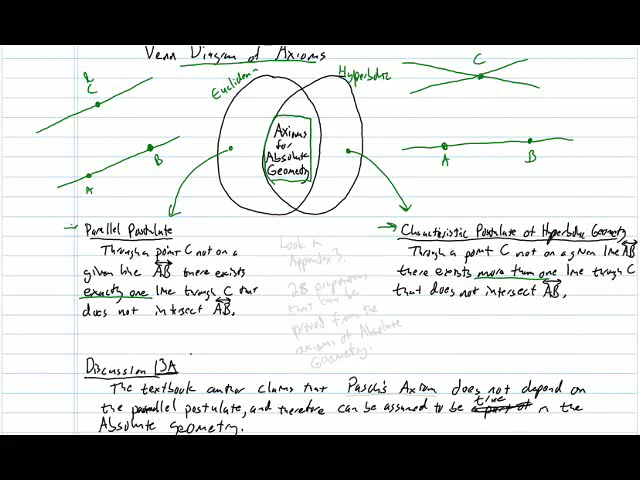 Venn Diagram of Axioms
Euclidean
Hyperbolic
l
C
B
A
C
A
B
Axioms
for
Absolute
Geometry
Parallel Postulate
Through a point C not on a
given line AB there exists
exactly one line trough C that
does not intersect AB.
Look in
Appendix 3.
28 propositions
that can be
proved from the
axioms of Absolute
Geometry.
Characteristic Postulate of Hyperbolic Geometry
Through a point C not on a given line AB
there exists more than one line trough C
that does not intersect AB.
Discussion 13A
The textbook author claims that Pasch's Axiom does not depend on
the parallel postulate, and therefore can be assumed to be true in the
Absolute geometry.